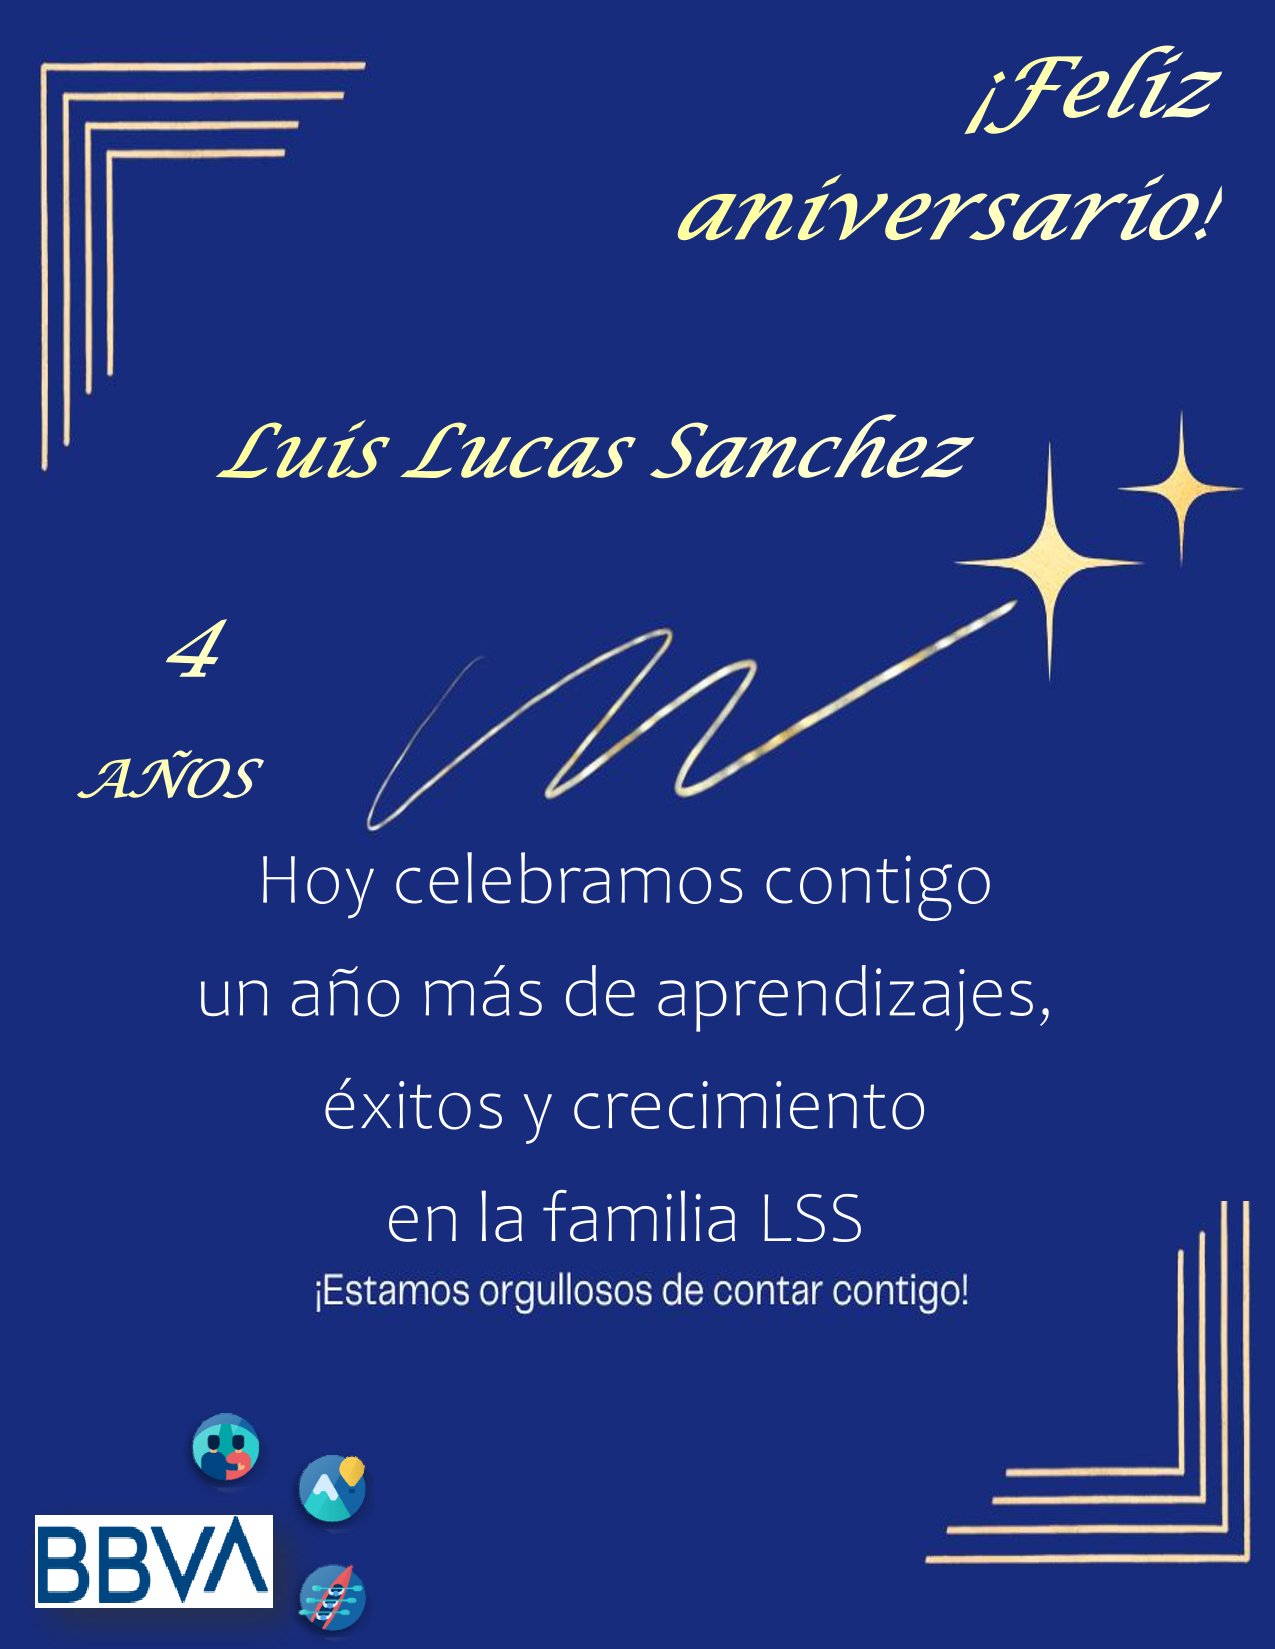 ¡Feliz
aniversario!
Luis Lucas Sanchez
4
AÑOS
Hoy celebramos contigo
un año más de aprendizajes,
éxitos y crecimiento
en la familia LSS
¡Estamos orgullosos de contar contigo!
BBVA